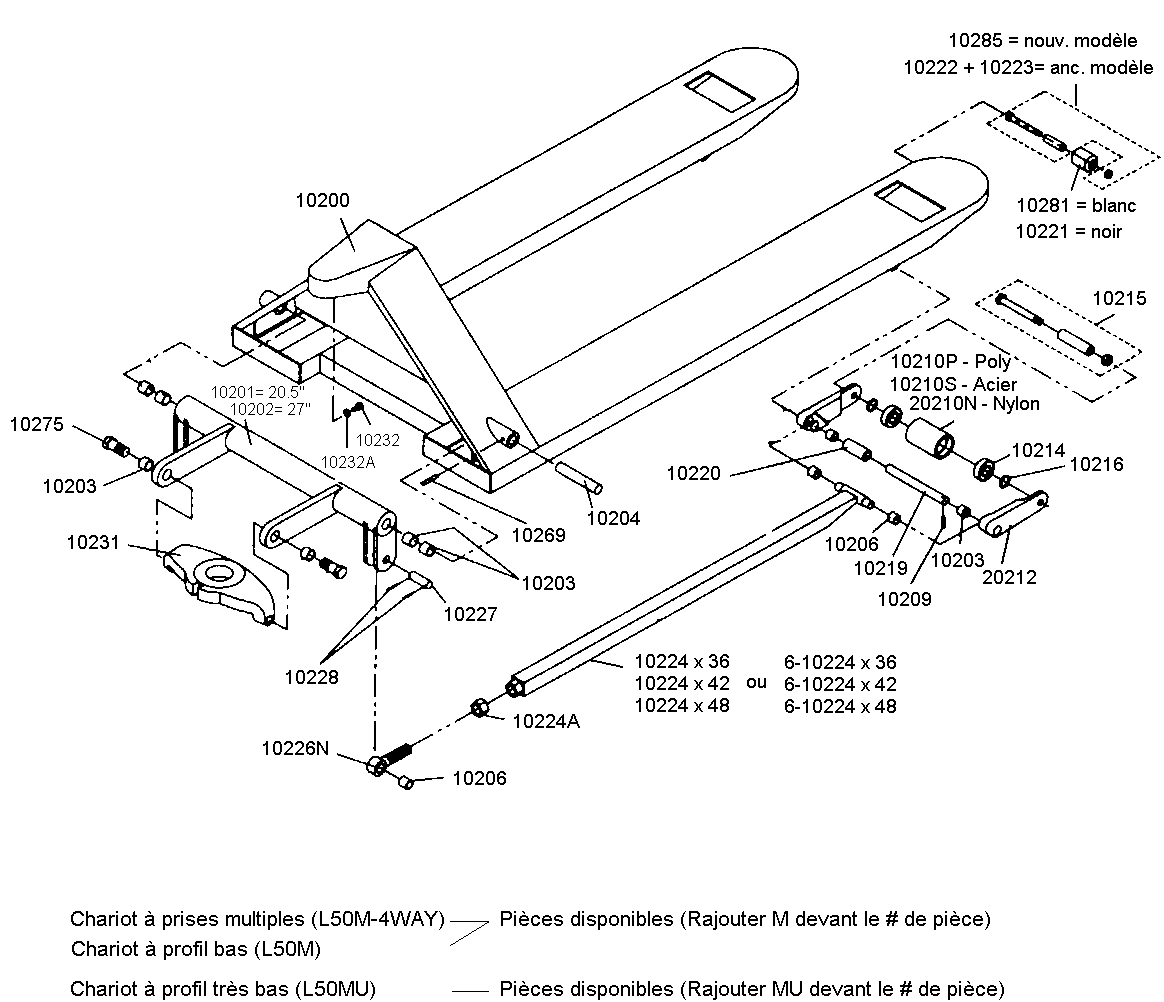 10285 = nouv. modèle
10222 + 10223= anc. modèle
10200
10281 = blanc
10221 = noir
10215
10210P - Poly
10210S - Acier
20210N - Nylon
10201= 20.5"
10202= 27"
10275
10232
10232A
10203
10214
10216
10220
10204
10269
10231
10206
10203
10219
20212
10209
10203
10227
10228
10224 x 36
10224 x 42
10224 x 48
ou
6-10224 x 36
6-10224 x 42
6-10224 x 48
10224A
10226N
10206
Chariot à prises multiples (L50M-4WAY)
Pièces disponibles (Rajouter M devant le # de pièce)
Chariot à profil bas (L50M)
Chariot à profil très bas (L50MU)
Pièces disponibles (Rajouter MU devant le # de pièce)